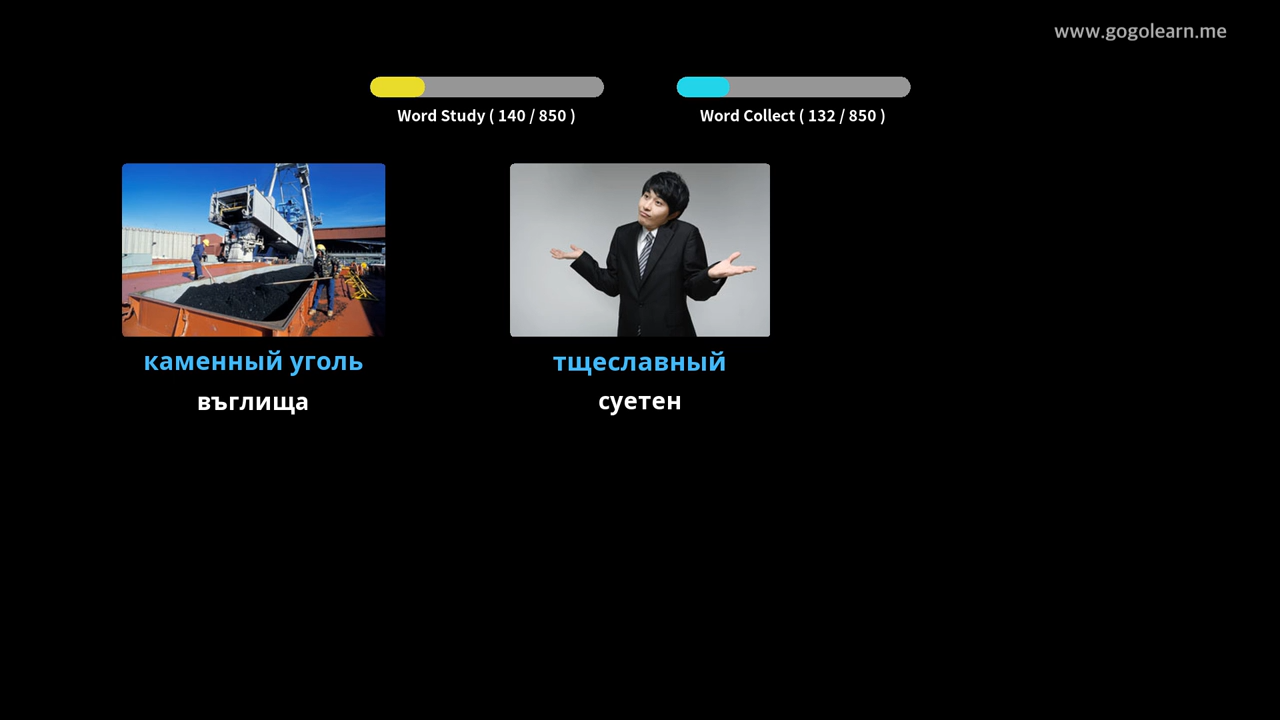 www.gogolearn.me
Word Study ( 140 / 850 )
Word Collect ( 132 / 850 )
каменный уголь
тщеславный
въглища
суетен